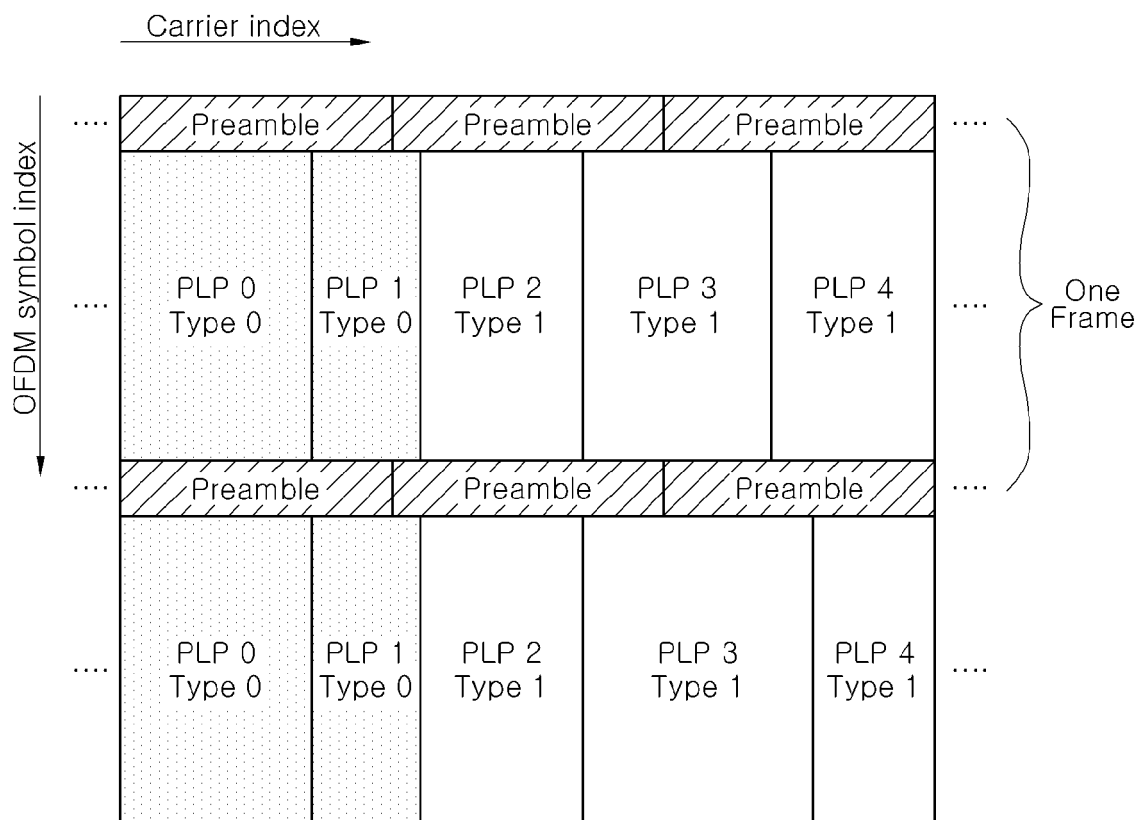 Carrier index
OFDM symbol index
.... Preamble Preamble Preamble ....
.... PLP 0 PLP 1 PLP 2 PLP 3 PLP 4 ....
Type 0 Type 0 Type 1 Type 1 Type 1
One
Frame
.... Preamble Preamble Preamble ....
.... PLP 0 PLP 1 PLP 2 PLP 3 PLP 4 ....
Type 0 Type 0 Type 1 Type 1 Type 1